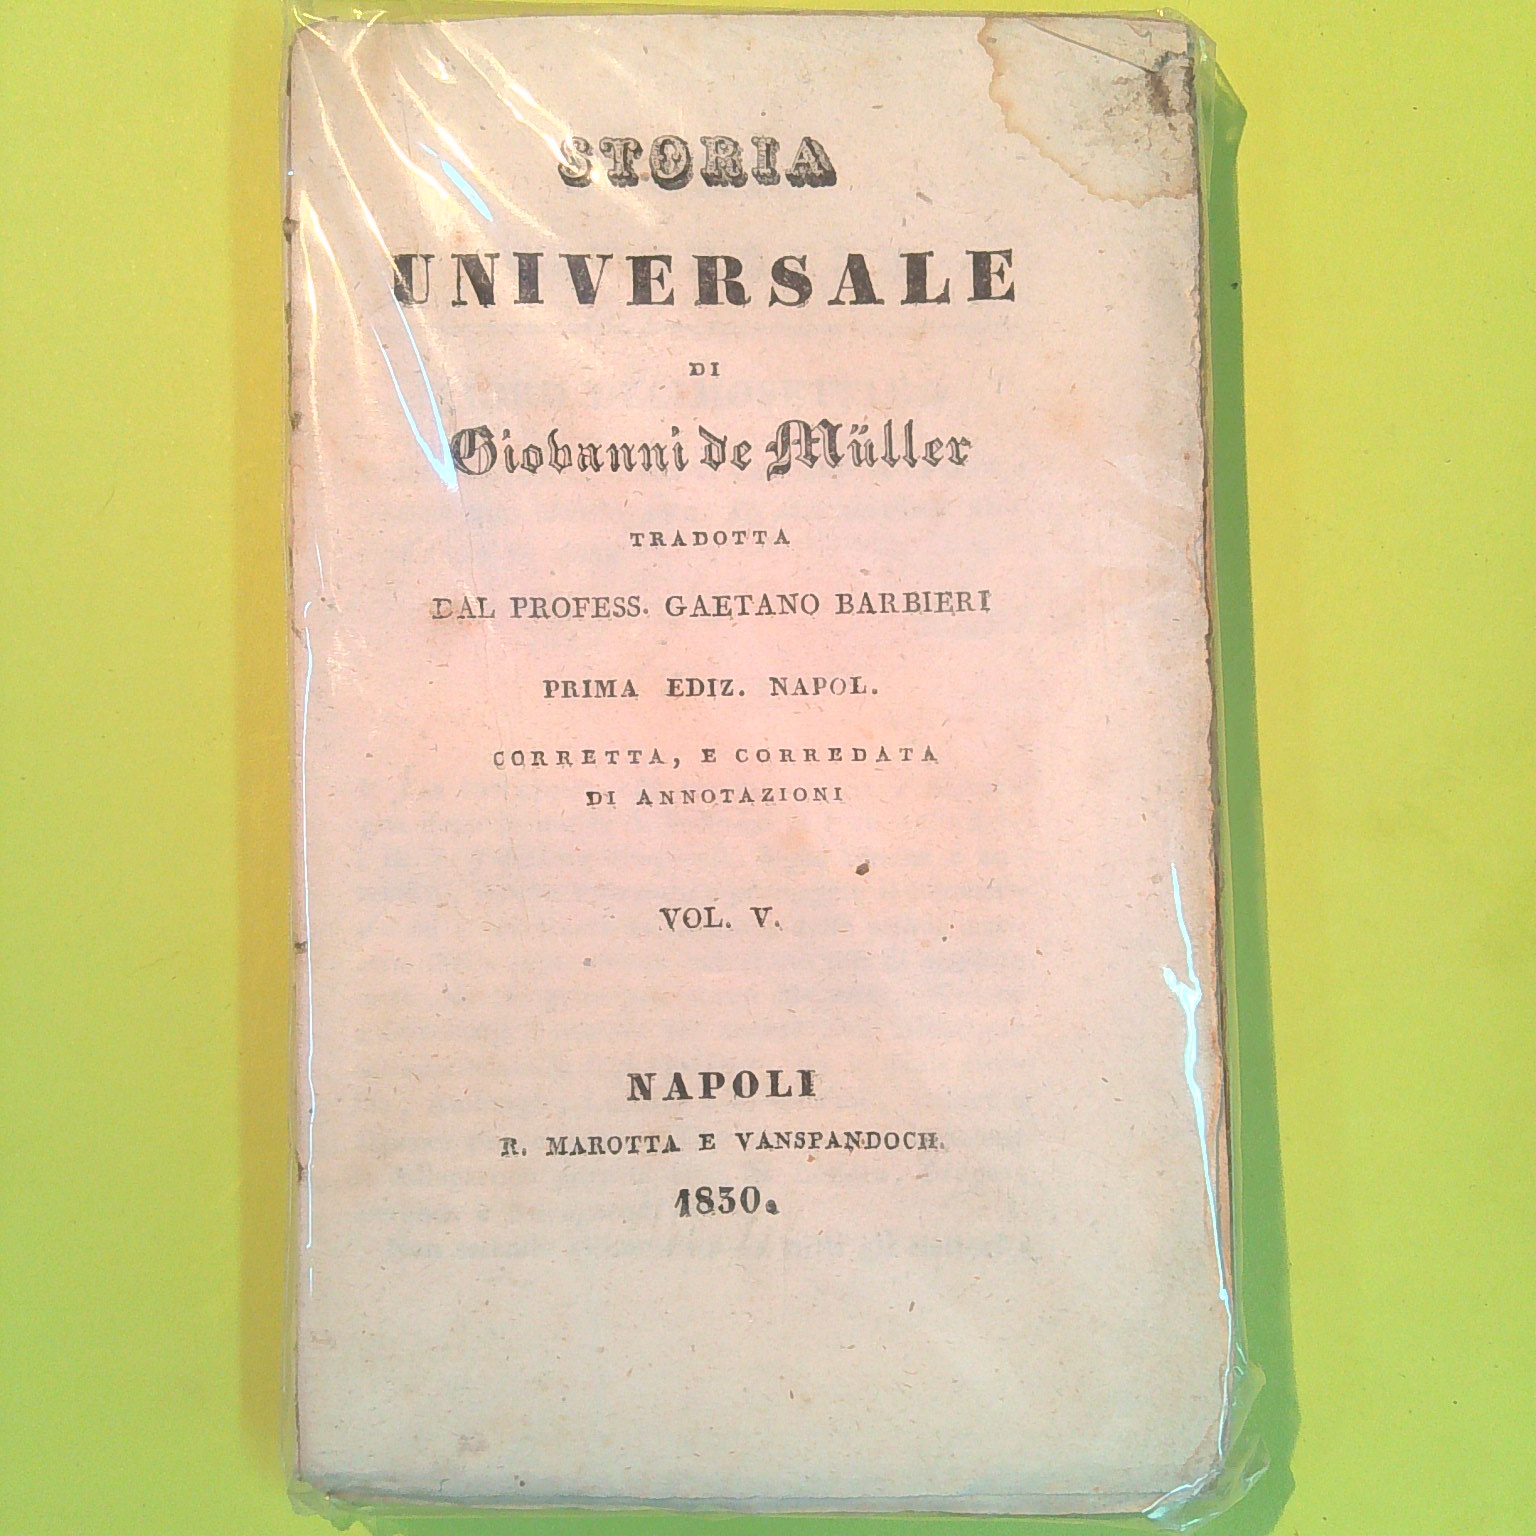 STORIA
UNIVERSALE
DI
Giovanni de Müller
TRADOTTA
DAL PROFESS. GAETANO BARBIERI
PRIMA EDIZ. NAPOL.
CORRETTA, E CORREDATA
DI ANNOTAZIONI
VOL. V.
NAPOLI
R. MAROTTA E VANSPANDOCH.
1830.